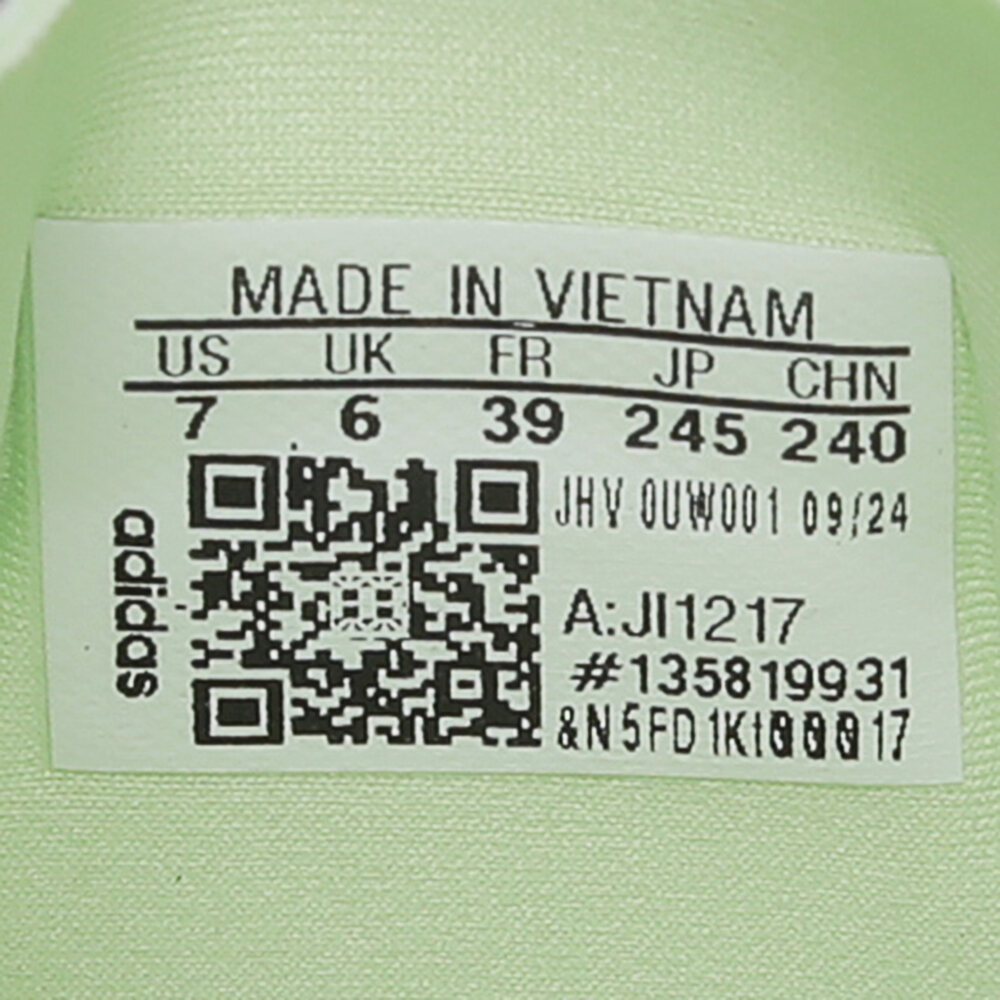 MADE IN VIETNAM
US UK FR JP CHN
7 6 39 245 240
JHV 0UW001 09/24
adidas
A:JI1217
#135819931